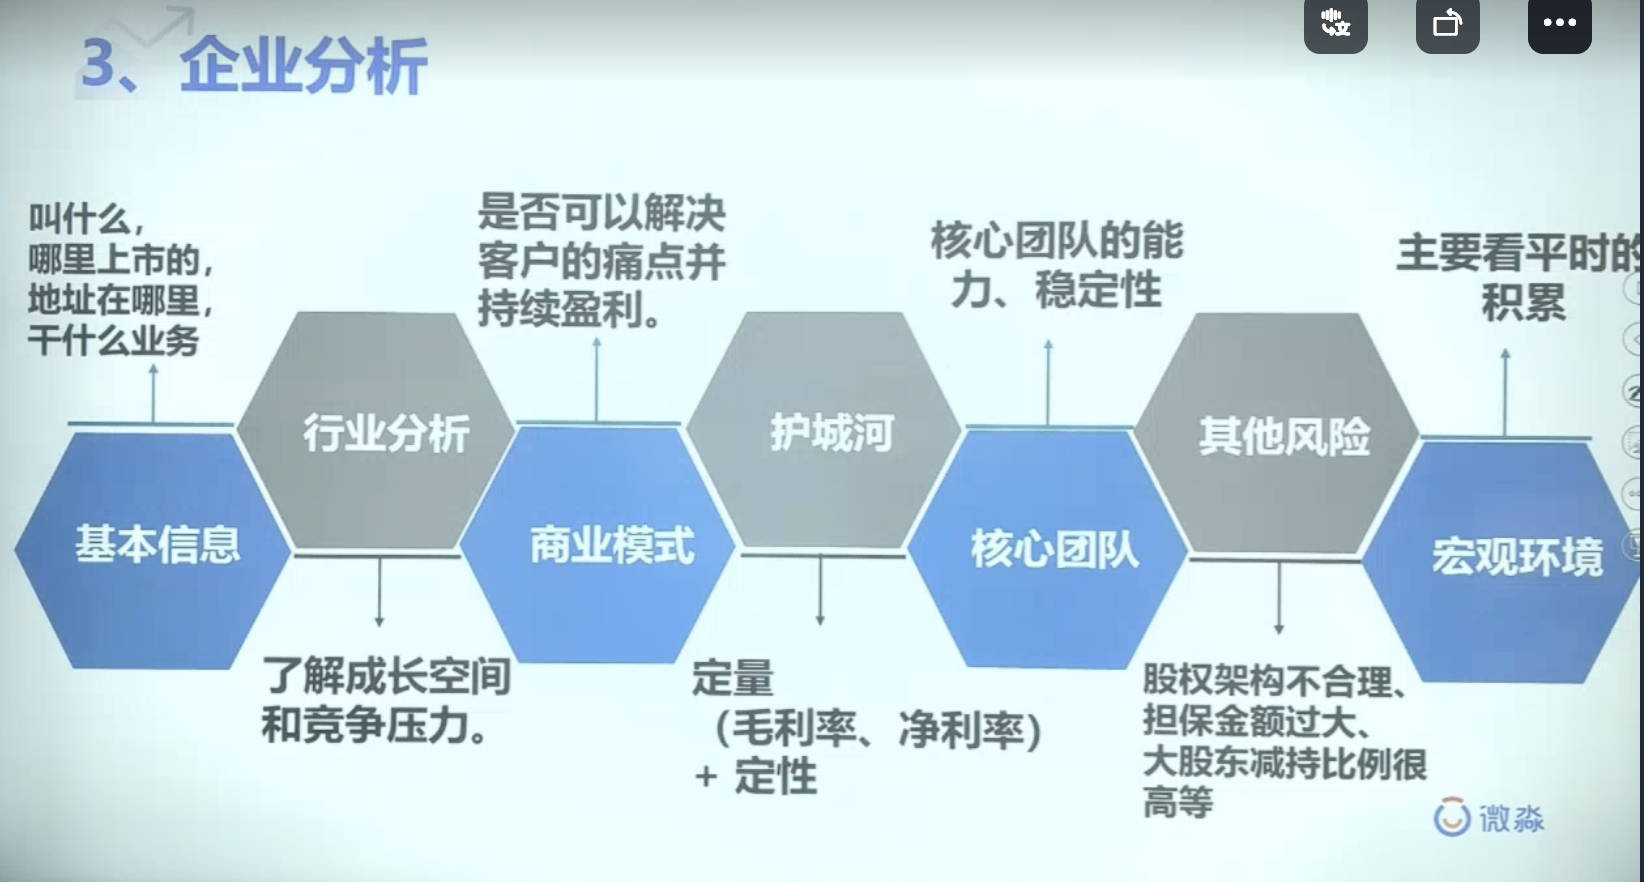 3、企业分析
叫什么，
哪里上市的，
地址在哪里，
干什么业务
是否可以解决
客户的痛点并
持续盈利。
核心团队的能
力、稳定性
主要看平时的
积累
基本信息
行业分析
商业模式
护城河
核心团队
其他风险
宏观环境
了解成长空间
和竞争压力。
定量
（毛利率、净利率）
+ 定性
股权架构不合理、
担保金额过大、
大股东减持比例很
高等
微淼